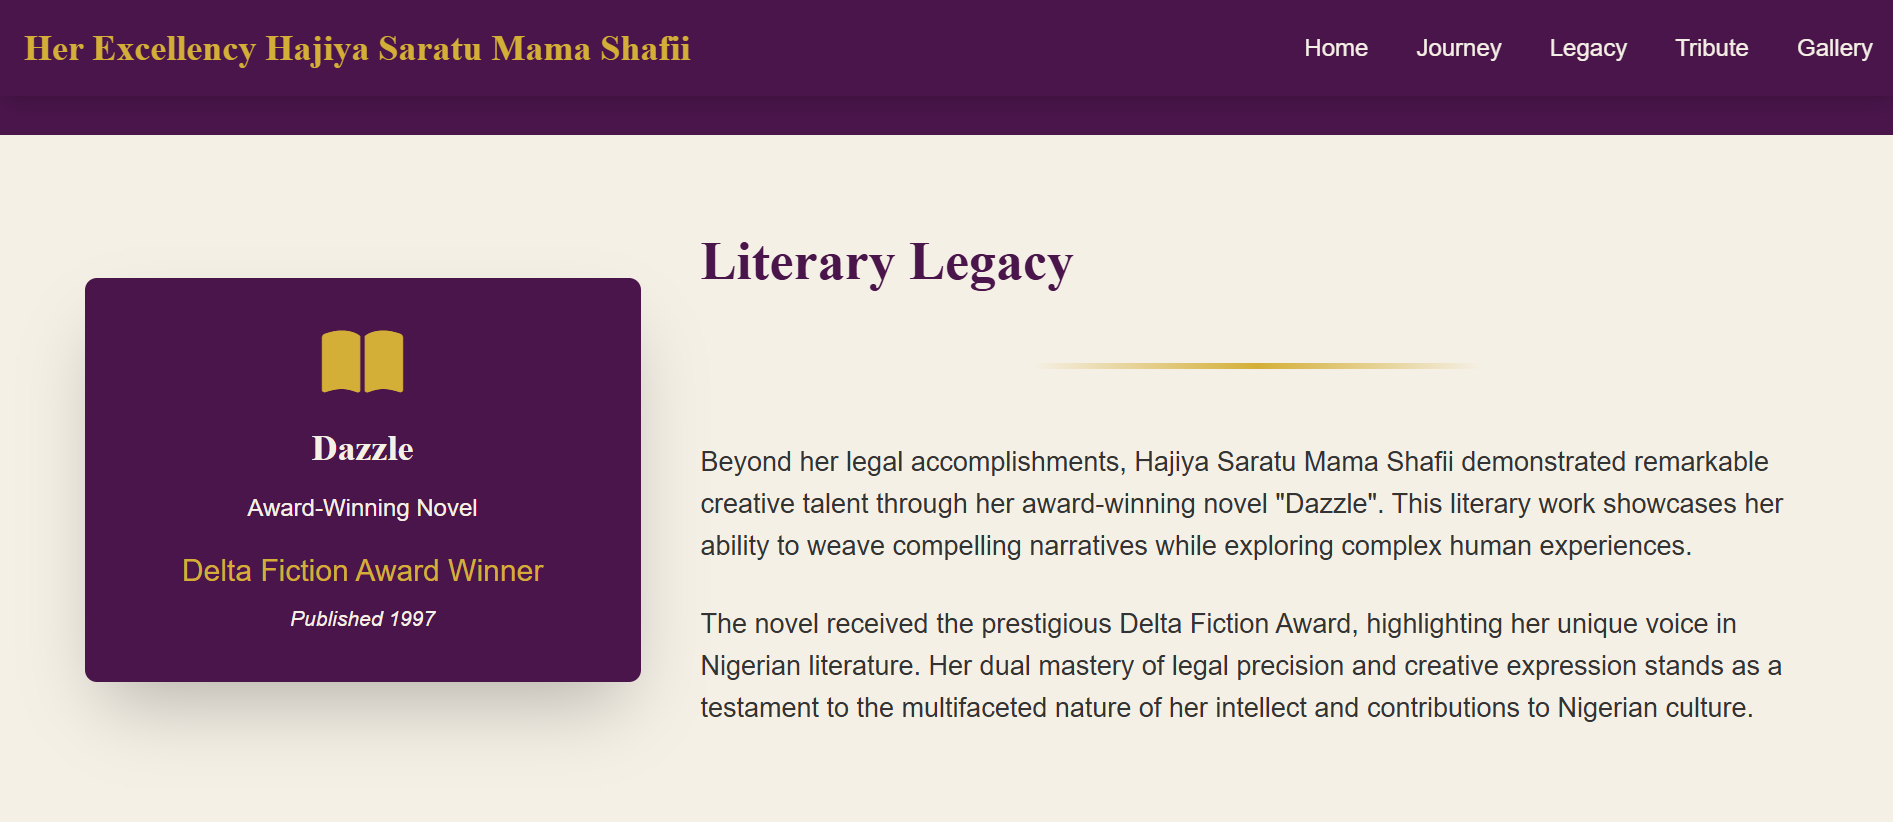 Her Excellency Hajiya Saratu Mama Shafii
Home
Journey
Legacy
Tribute
Gallery
Dazzle
Award-Winning Novel
Delta Fiction Award Winner
Published 1997
Literary Legacy
Beyond her legal accomplishments, Hajiya Saratu Mama Shafii demonstrated remarkable
creative talent through her award-winning novel "Dazzle". This literary work showcases her
ability to weave compelling narratives while exploring complex human experiences.
The novel received the prestigious Delta Fiction Award, highlighting her unique voice in
Nigerian literature. Her dual mastery of legal precision and creative expression stands as a
testament to the multifaceted nature of her intellect and contributions to Nigerian culture.